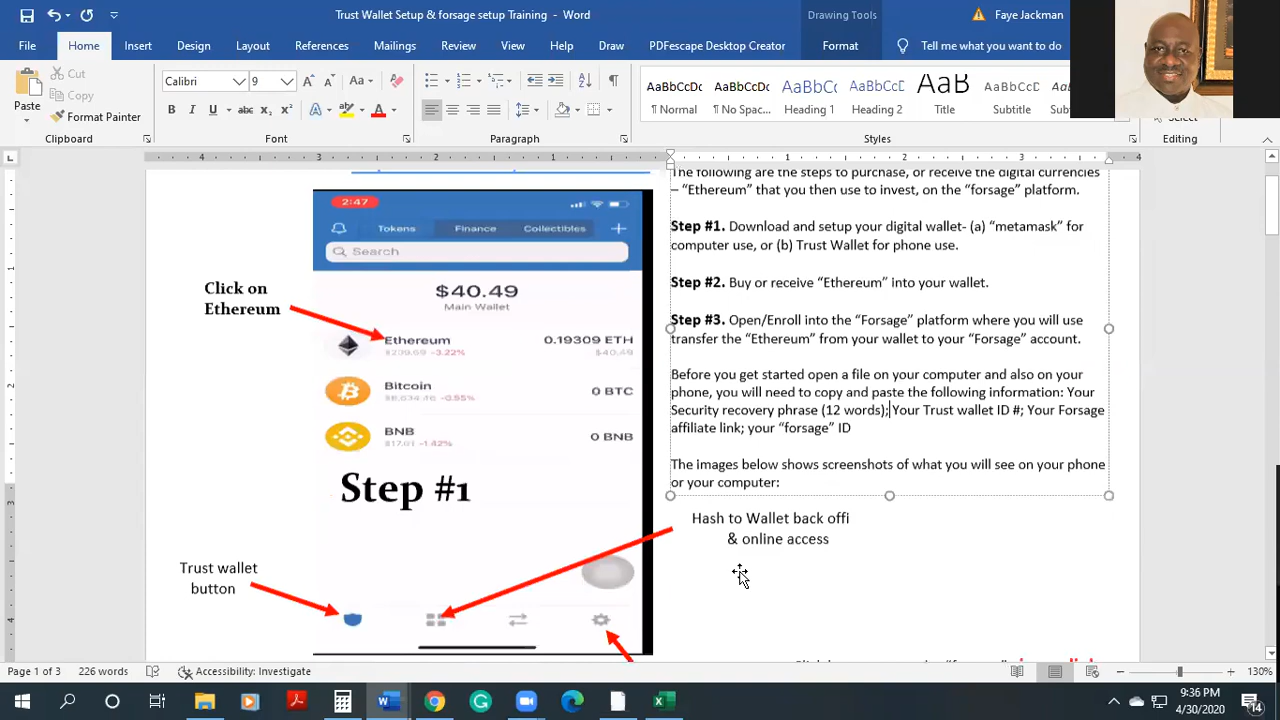 Trust Wallet Setup & forsage setup Training - Word
Drawing Tools
Faye Jackman
File
Home
Insert
Draw
Design
Layout
References
Mailings
Review
View
Help
Draw
PDFescape Desktop Creator
Format
Tell me what you want to do
Paste
Cut
Copy
Format Painter
Clipboard
Calibri
9
Font
Paragraph
AaBbCcDc
¶ Normal
AaBbCcDc
¶ No Spac...
AaBbCc
Heading 1
AaBbCc
Heading 2
AaB
Title
AaBbCcD
Subtitle
Styles
Select
Editing
The following are the steps to purchase, or receive the digital currencies
– “Ethereum” that you then use to invest, on the “forsage” platform.
Step #1. Download and setup your digital wallet- (a) “metamask” for
computer use, or (b) Trust Wallet for phone use.
Step #2. Buy or receive “Ethereum” into your wallet.
Step #3. Open/Enroll into the “Forsage” platform where you will use
transfer the “Ethereum” from your wallet to your “Forsage” account.
Before you get started open a file on your computer and also on your
phone, you will need to copy and paste the following information: Your
Security recovery phrase (12 words); Your Trust wallet ID #; Your Forsage
affiliate link; your “forsage” ID
The images below shows screenshots of what you will see on your phone
or your computer:
Hash to Wallet back offi
& online access
2:47
Tokens
Finance
Collectibles
Search
$40.49
Main Wallet
Click on
Ethereum
Ethereum
0.19309 ETH
$209.69 -3.22%
$40.49
Bitcoin
0 BTC
BNB
0 BNB
$17.01 -1.42%
Step #1
Trust wallet
button
Page 1 of 3
226 words
Accessibility: Investigate
130%
9:36 PM
4/30/2020
14